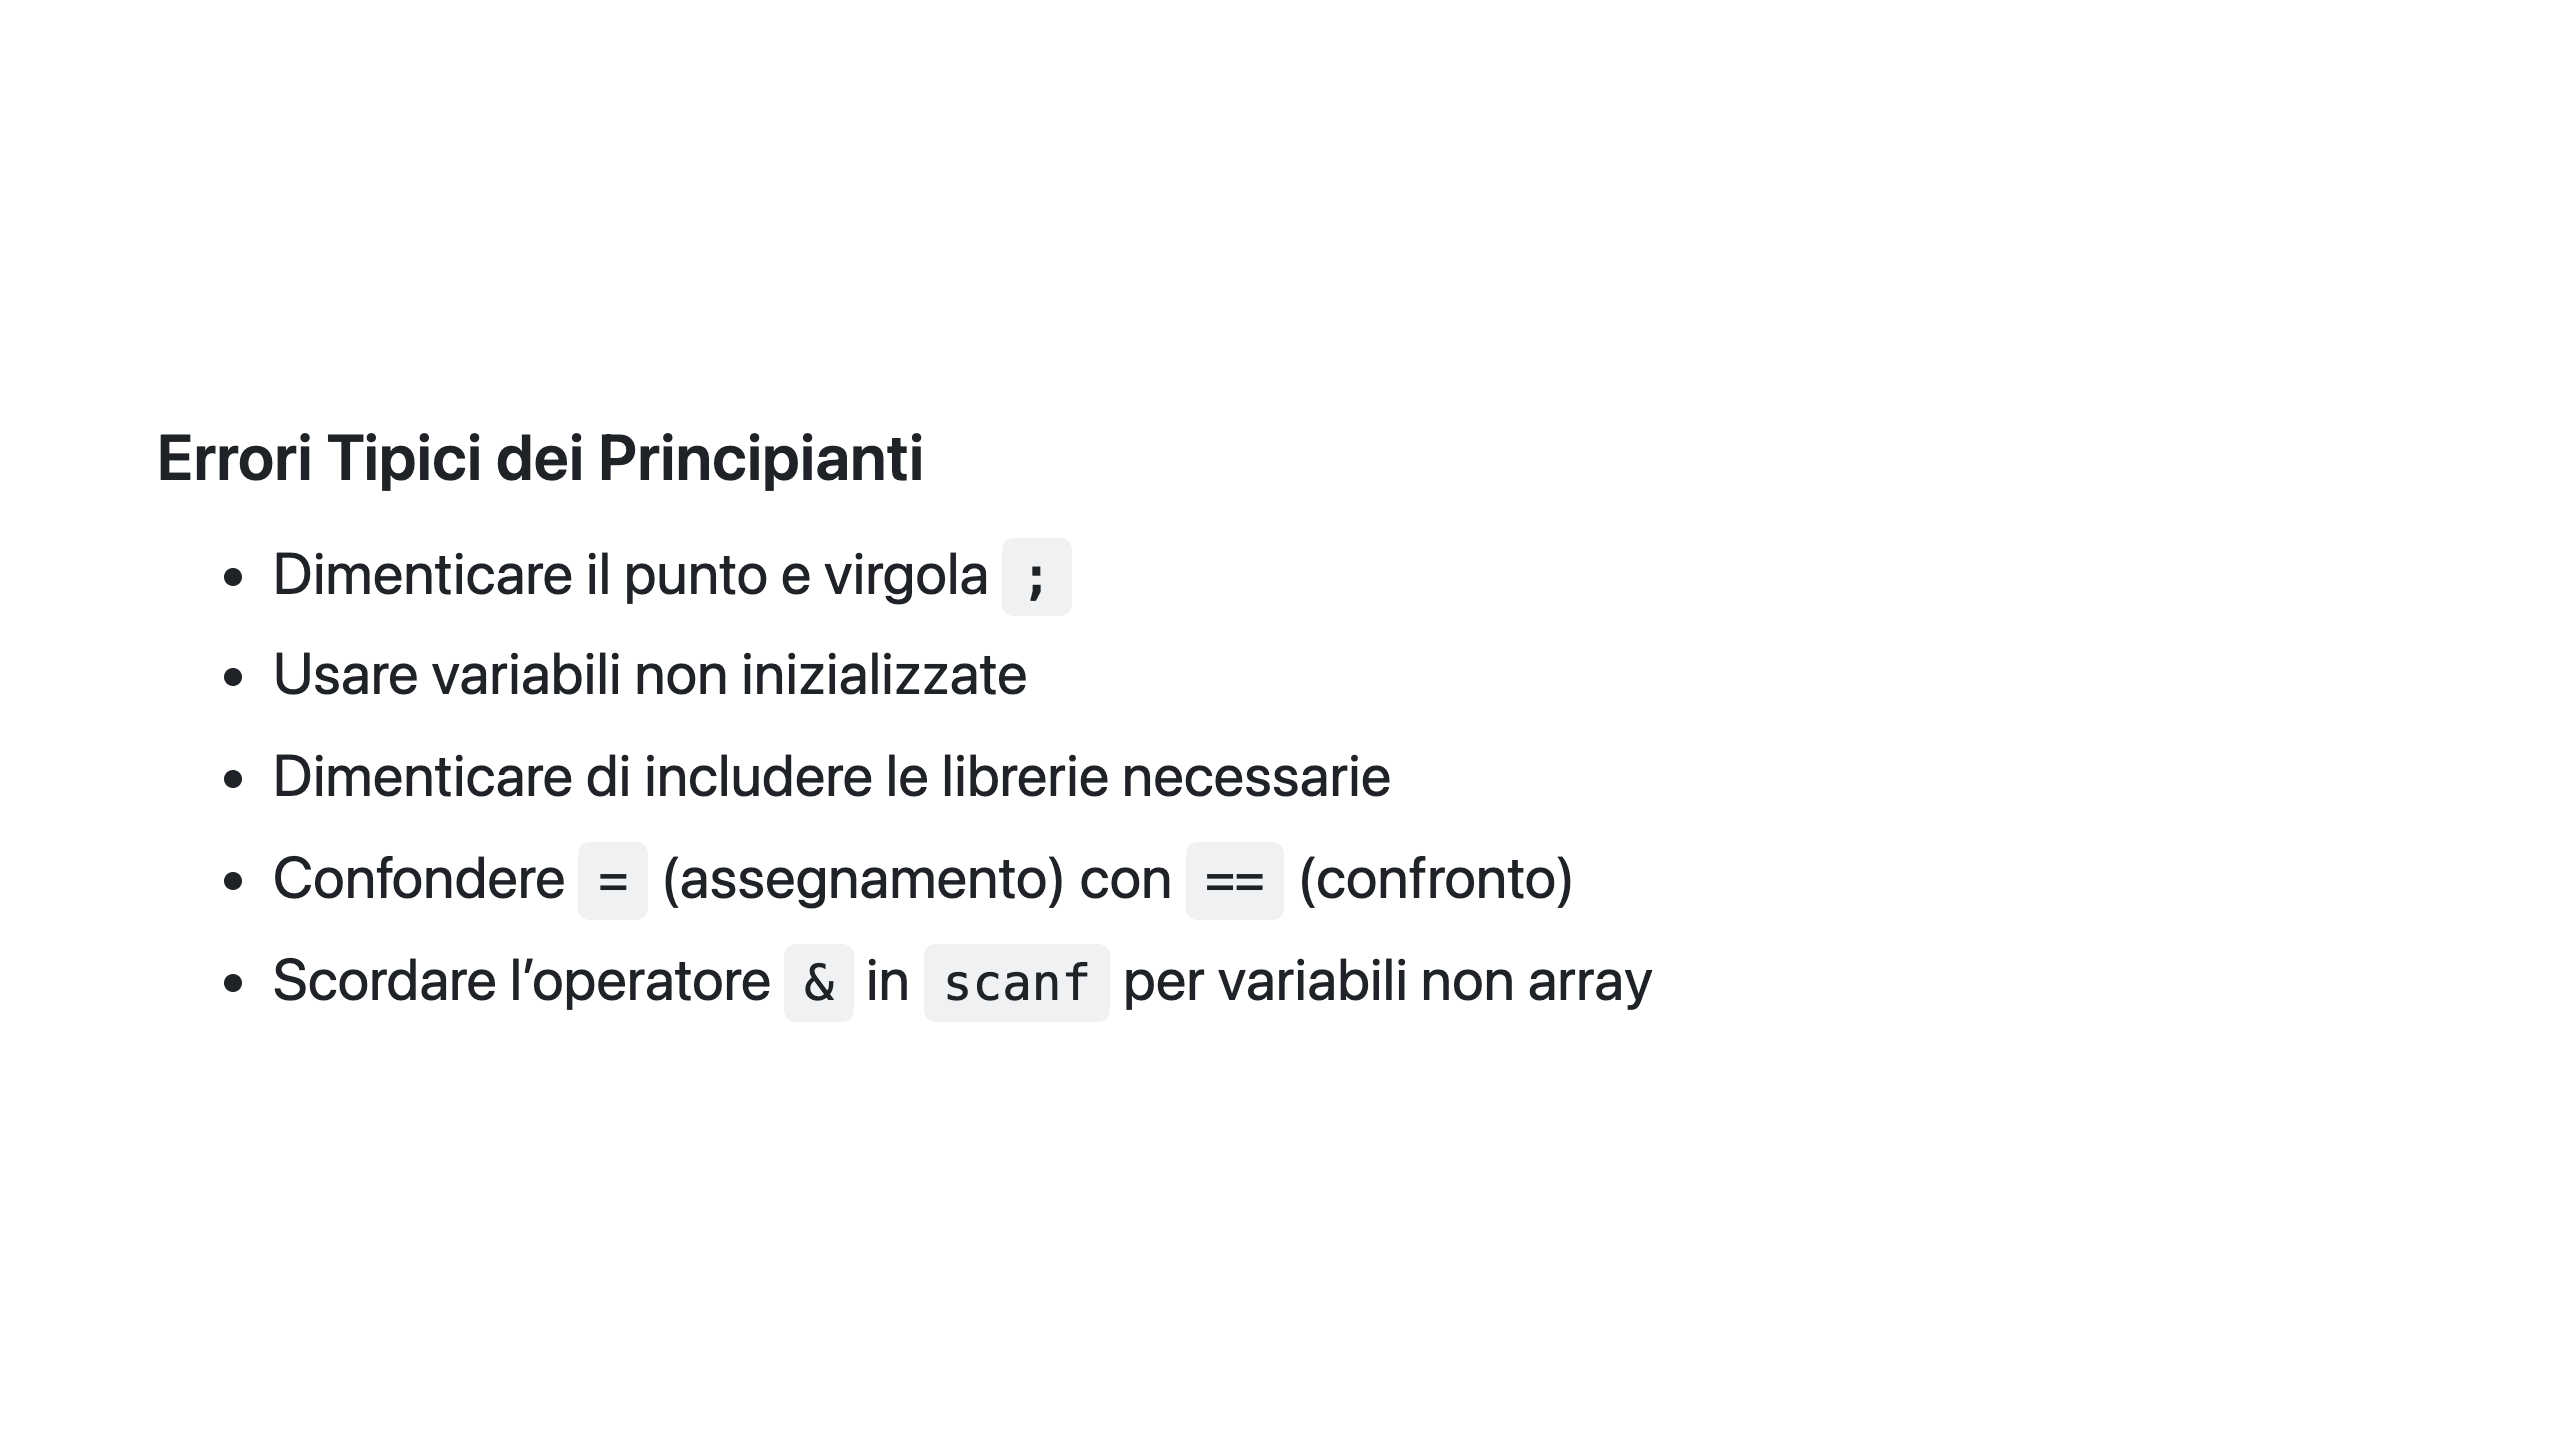 Errori Tipici dei Principianti
• Dimenticare il punto e virgola ;
• Usare variabili non inizializzate
• Dimenticare di includere le librerie necessarie
• Confondere = (assegnamento) con == (confronto)
• Scordare l’operatore & in scanf per variabili non array